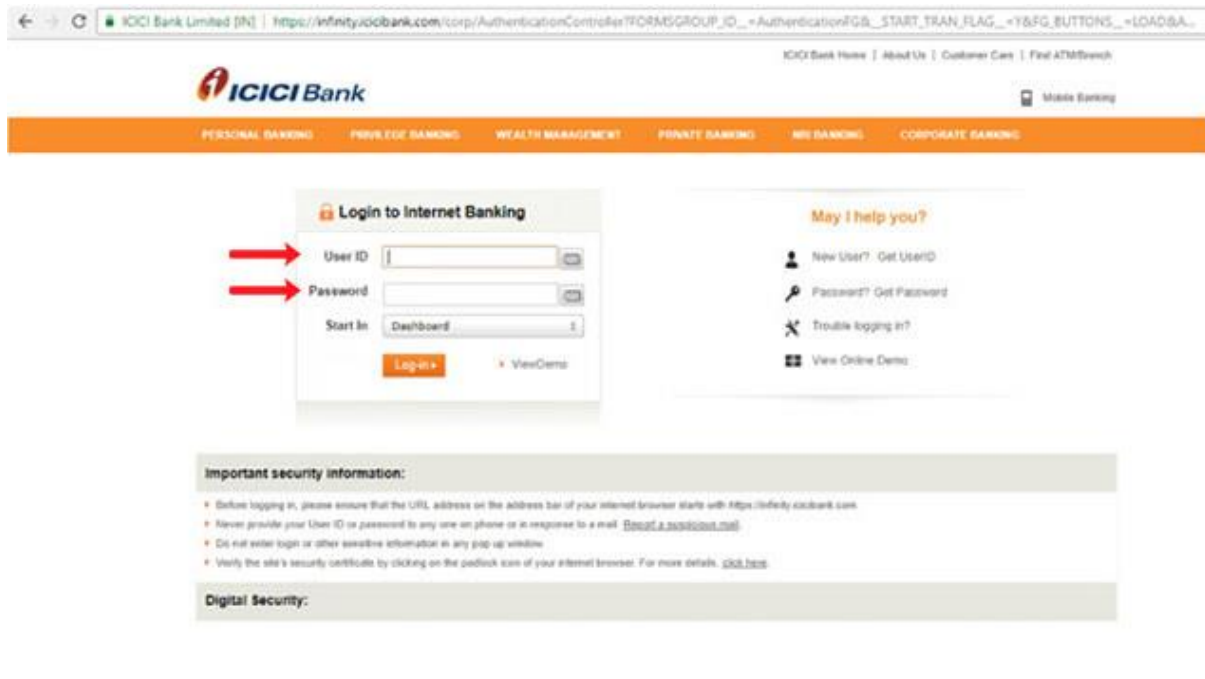 ICICI Bank Limited [IN] | https://infinity.icicibank.com/corp/AuthenticationController?FORMSGROUP_ID__=AuthenticationFG&__START_TRAN_FLAG__=Y&FG_BUTTONS__=LOAD&A...
ICICI Bank Home | About Us | Customer Care | Find ATM/Branch
ICICI Bank
Mobile Banking
PERSONAL BANKING PRIVILEGE BANKING WEALTH MANAGEMENT PRIVATE BANKING NRI BANKING CORPORATE BANKING
Login to Internet Banking
User ID
Password
Start In Dashboard
Log-in ViewDemo
May I help you?
New User? Get UserID
Password? Get Password
Trouble logging in?
View Online Demo
Important security information:
Before logging in, please ensure that the URL address on the address bar of your internet browser starts with https://infinity.icicibank.com
Never provide your User ID or password to any one on phone or in response to a mail. Report a suspicious mail.
Do not enter login or other sensitive information in any pop up window
Verify the site's security certificate by clicking on the padlock icon of your internet browser. For more details, click here.
Digital Security: